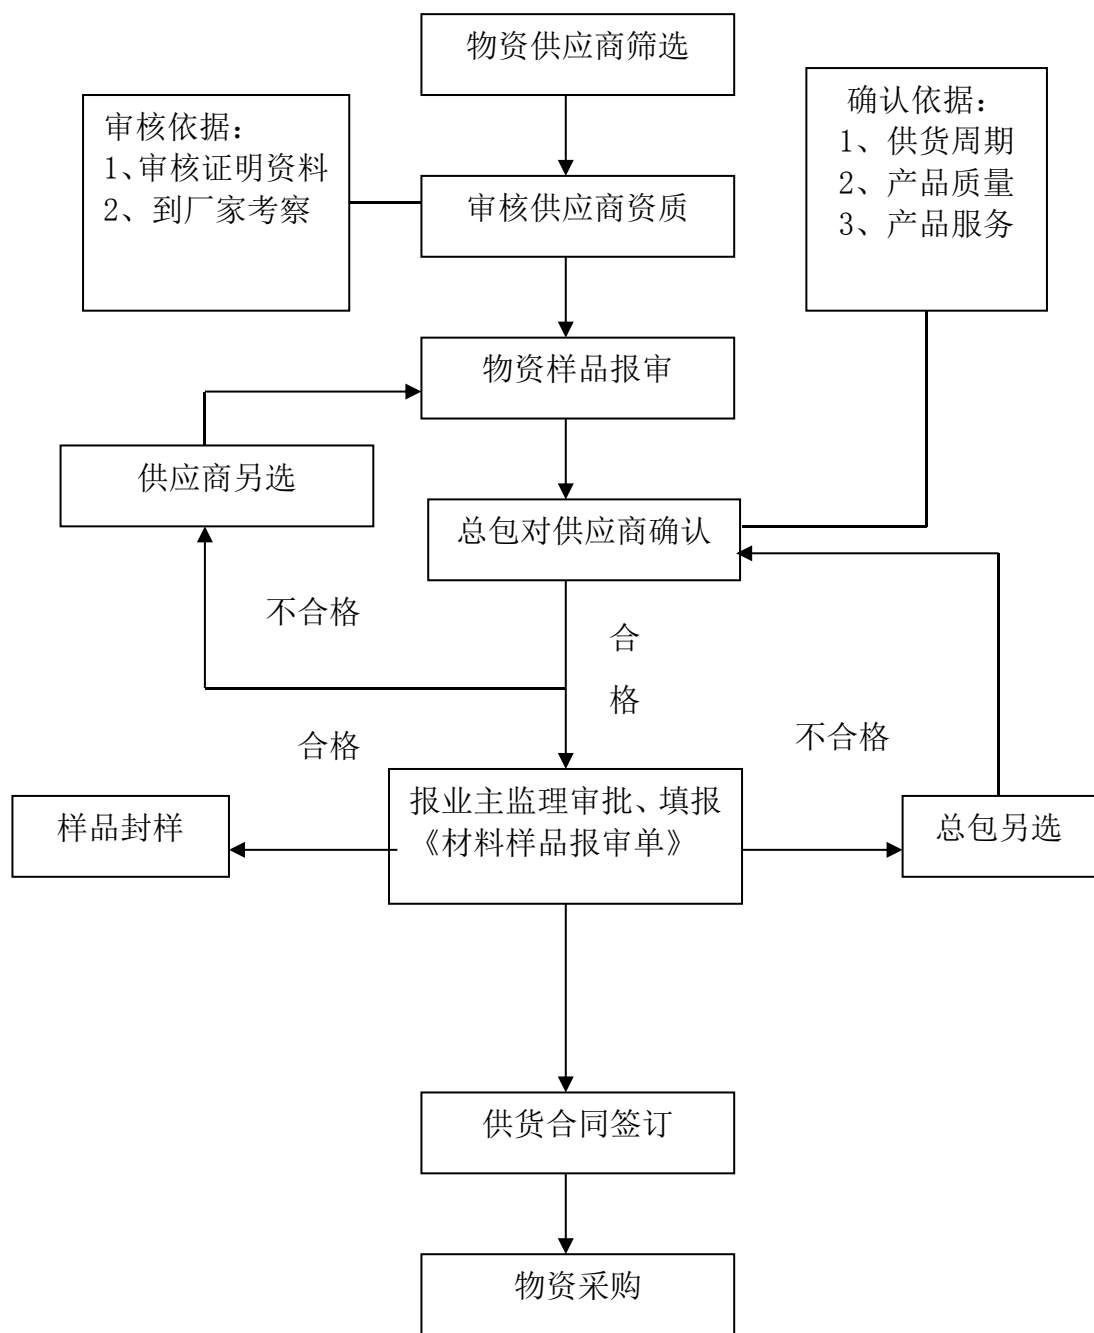 物资供应商筛选
审核依据：
1、审核证明资料
2、到厂家考察
确认依据：
1、供货周期
2、产品质量
3、产品服务
审核供应商资质
物资样品报审
供应商另选
总包对供应商确认
不合格
合
格
合格
不合格
样品封样
报业主监理审批、填报
《材料样品报审单》
总包另选
供货合同签订
物资采购